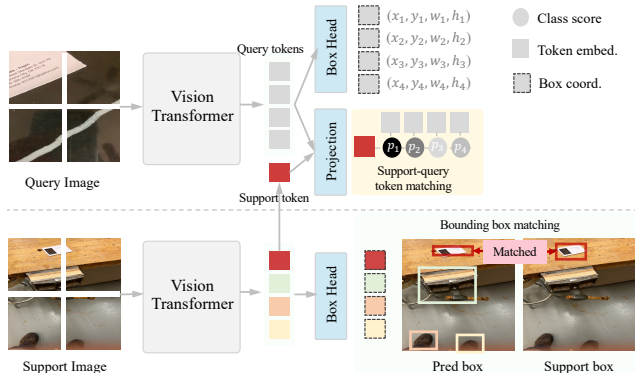 Query tokens
Vision
Transformer
Box Head
(x₁, y₁, w₁, h₁)
(x₂, y₂, w₂, h₂)
(x₃, y₃, w₃, h₃)
(x₄, y₄, w₄, h₄)
Class score
Token embed.
Box coord.
Projection
p₁ p₂ p₃ p₄
Support-query
token matching
Query Image
Support token
Bounding box matching
Vision
Transformer
Box Head
Matched
Support Image
Pred box
Support box